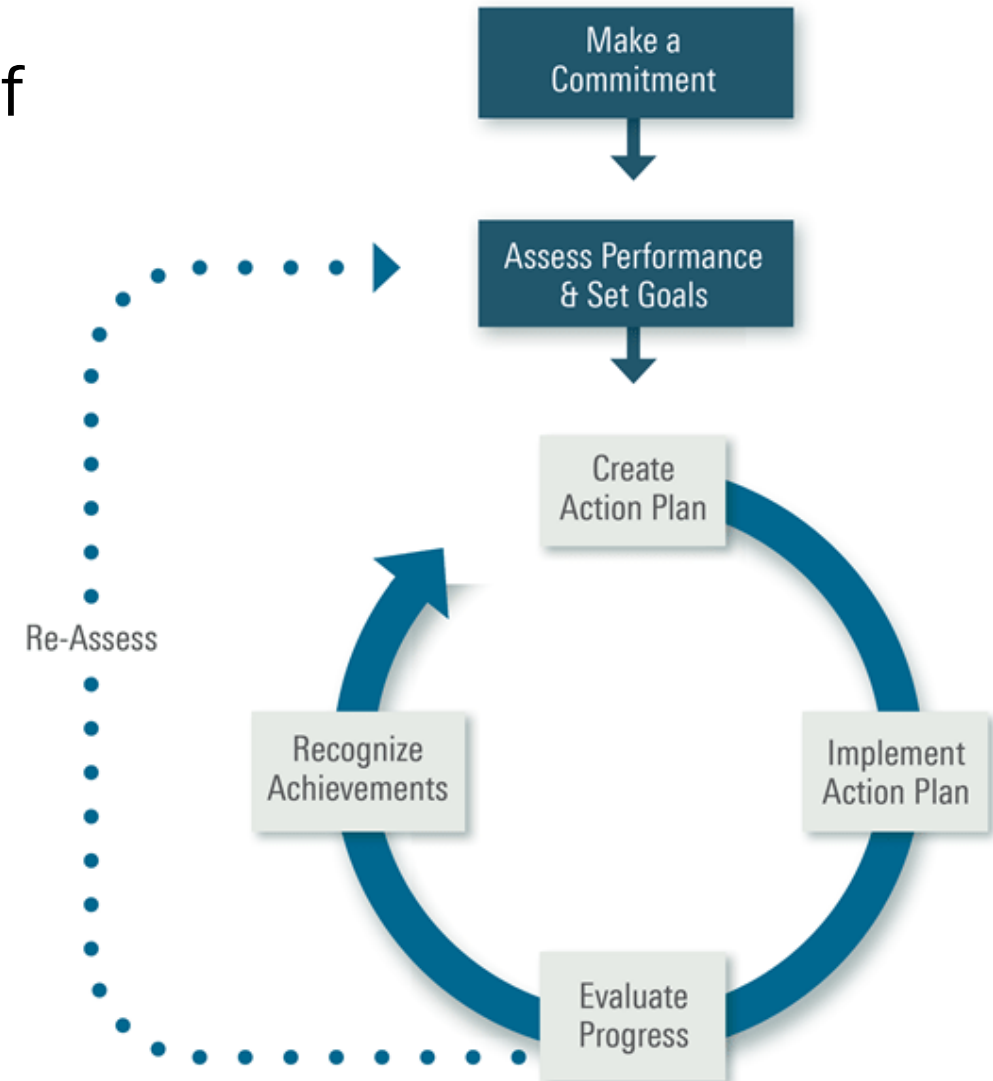 f
Make a
Commitment
Assess Performance
& Set Goals
Create
Action Plan
Re-Assess
Recognize
Achievements
Implement
Action Plan
Evaluate
Progress